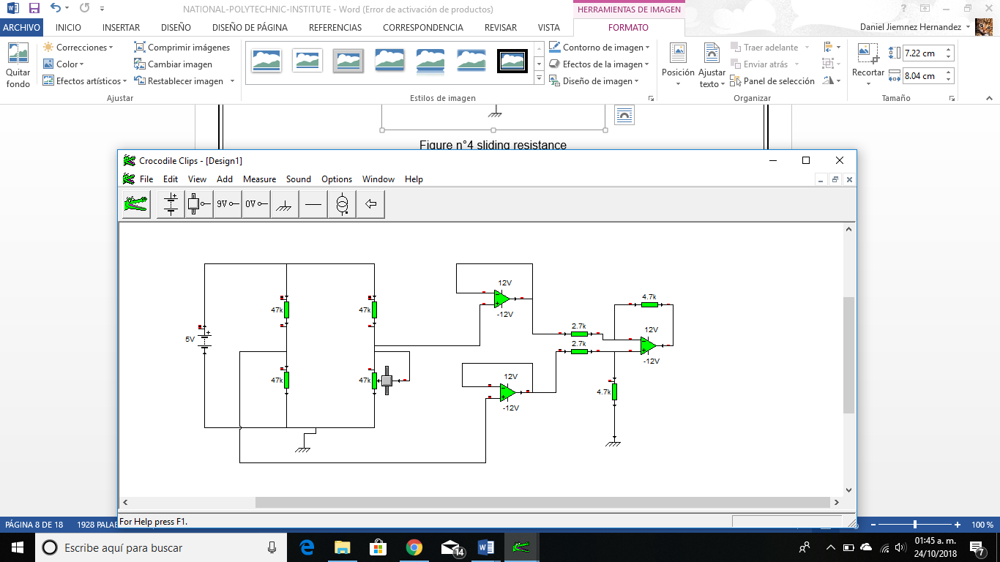 NATIONAL-POLYTECHNIC-INSTITUTE - Word (Error de activación de productos)
HERRAMIENTAS DE IMAGEN
ARCHIVO INICIO INSERTAR DISEÑO DISEÑO DE PÁGINA REFERENCIAS CORRESPONDENCIA REVISAR VISTA FORMATO
Daniel Jiemnez Hernandez
Quitar fondo
Correcciones
Color
Efectos artísticos
Comprimir imágenes
Cambiar imagen
Restablecer imagen
Ajustar
Estilos de imagen
Contorno de imagen
Efectos de la imagen
Diseño de imagen
Posición
Ajustar texto
Traer adelante
Enviar atrás
Panel de selección
Organizar
Recortar
7.22 cm
8.04 cm
Tamaño
Figure n°4 sliding resistance
Crocodile Clips - [Design1]
File Edit View Add Measure Sound Options Window Help
9V 0V
12V
4.7k
47k 47k
-12V
2.7k
12V
5V
2.7k
-12V
12V
47k 47k
4.7k
-12V
For Help press F1.
PÁGINA 8 DE 18 1928 PALAB
100 %
Escribe aquí para buscar
14
01:45 a. m.
24/10/2018
7